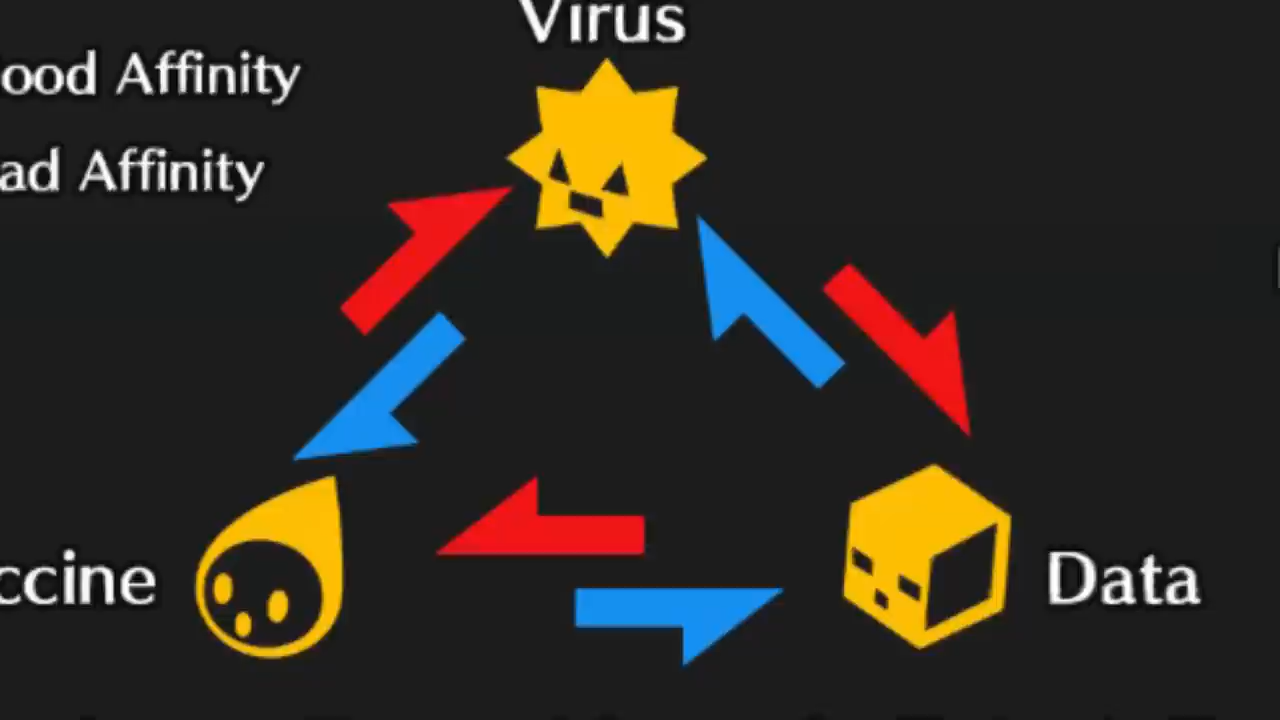 Virus
ood Affinity
ad Affinity
ccine
Data